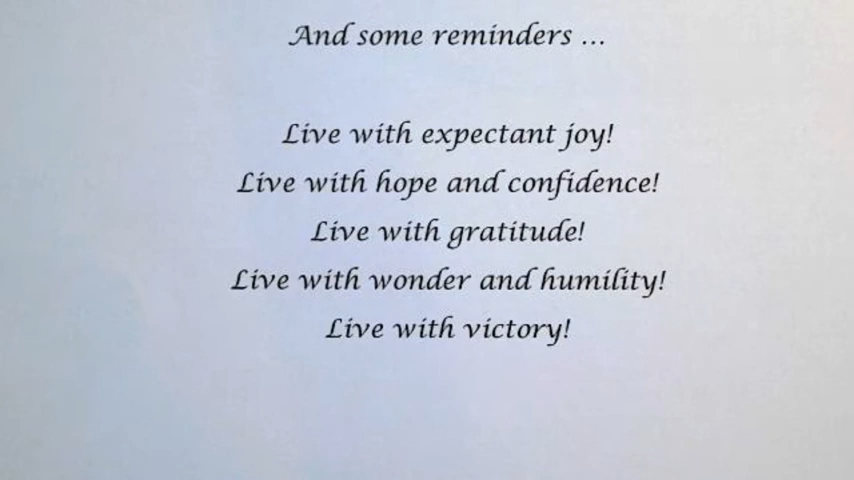 And some reminders ...
Live with expectant joy!
Live with hope and confidence!
Live with gratitude!
Live with wonder and humility!
Live with victory!